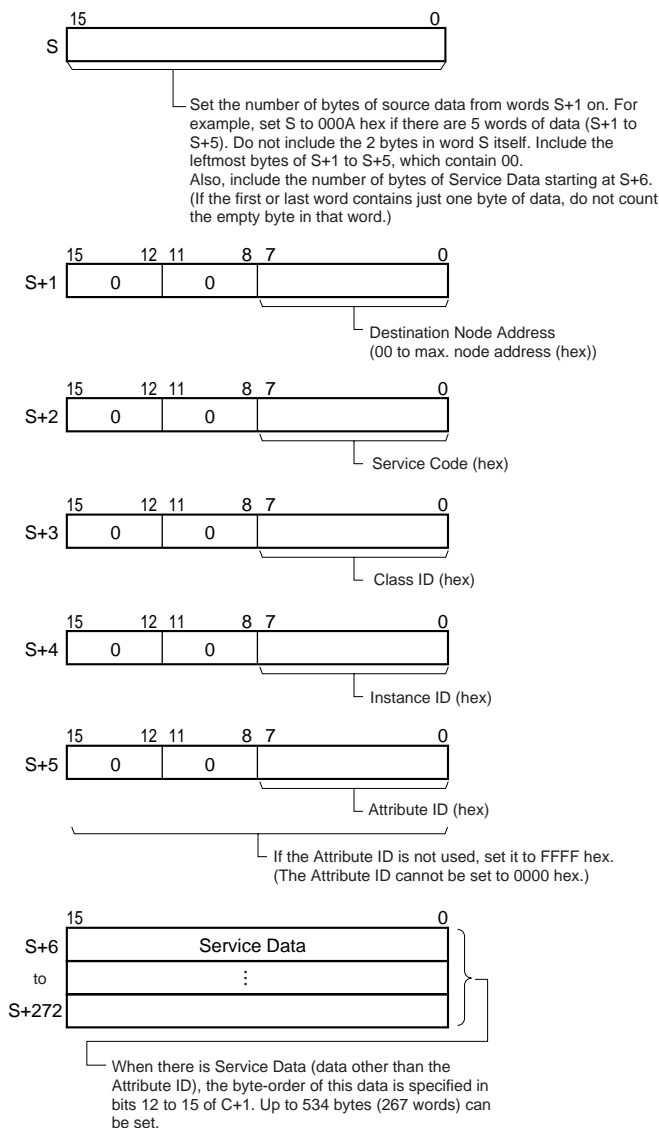 15 0
S
Set the number of bytes of source data from words S+1 on. For
example, set S to 000A hex if there are 5 words of data (S+1 to
S+5). Do not include the 2 bytes in word S itself. Include the
leftmost bytes of S+1 to S+5, which contain 00.
Also, include the number of bytes of Service Data starting at S+6.
(If the first or last word contains just one byte of data, do not count
the empty byte in that word.)
15 12 11 8 7 0
S+1 0 0
Destination Node Address
(00 to max. node address (hex))
15 12 11 8 7 0
S+2 0 0
Service Code (hex)
15 12 11 8 7 0
S+3 0 0
Class ID (hex)
15 12 11 8 7 0
S+4 0 0
Instance ID (hex)
15 12 11 8 7 0
S+5 0 0
Attribute ID (hex)
If the Attribute ID is not used, set it to FFFF hex.
(The Attribute ID cannot be set to 0000 hex.)
15 0
S+6 Service Data
to ⋮
S+272
When there is Service Data (data other than the
Attribute ID), the byte-order of this data is specified in
bits 12 to 15 of C+1. Up to 534 bytes (267 words) can
be set.